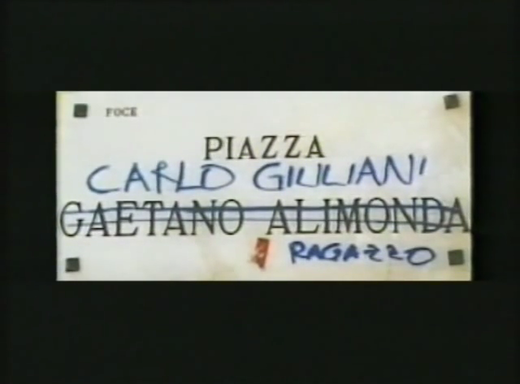 FOCE
PIAZZA
CARLO GIULIANI
GAETANO ALIMONDA
RAGAZZO